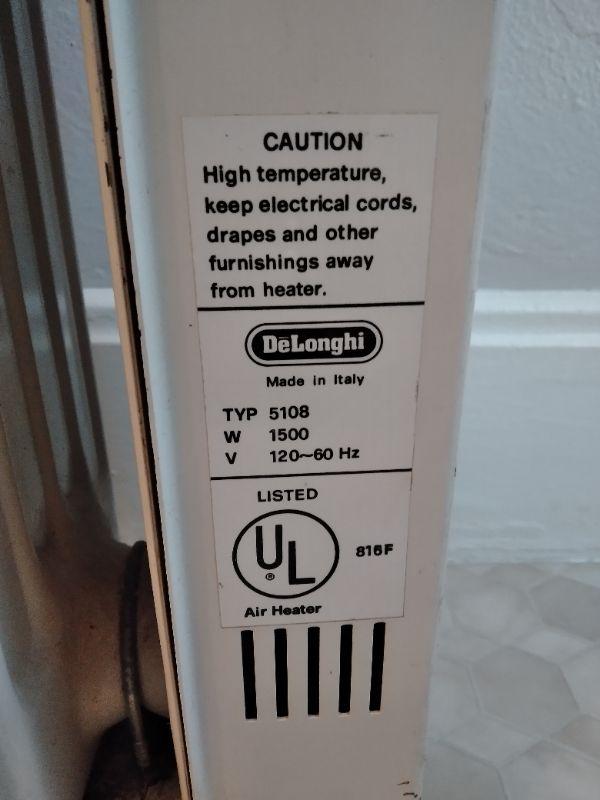 CAUTION
High temperature,
keep electrical cords,
drapes and other
furnishings away
from heater.
DeLonghi
Made in Italy
TYP 5108
W 1500
V 120~60 Hz
LISTED
UL
®
816F
Air Heater